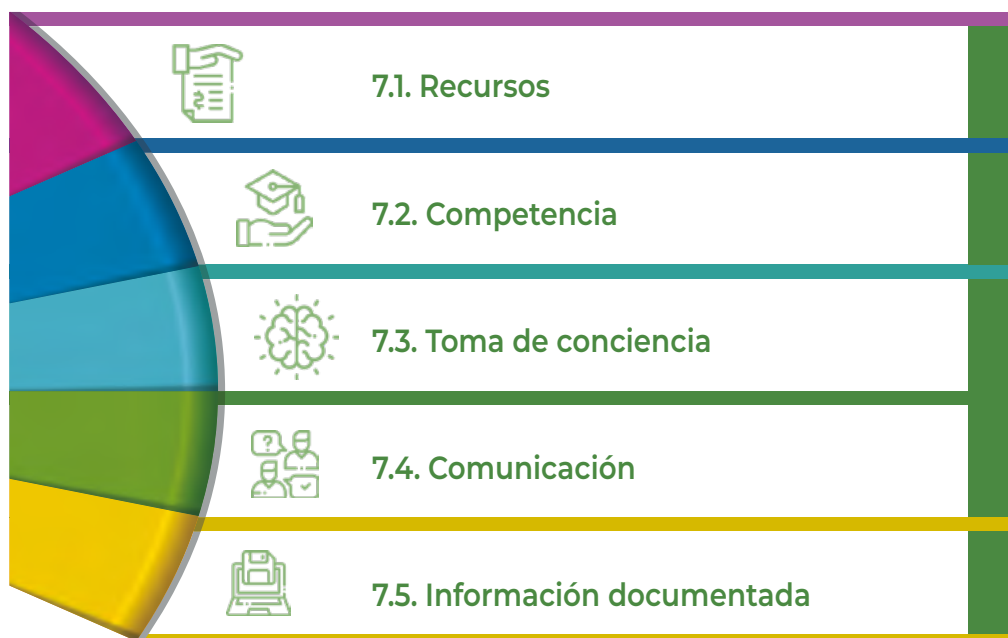 7.1. Recursos
7.2. Competencia
7.3. Toma de conciencia
7.4. Comunicación
7.5. Información documentada